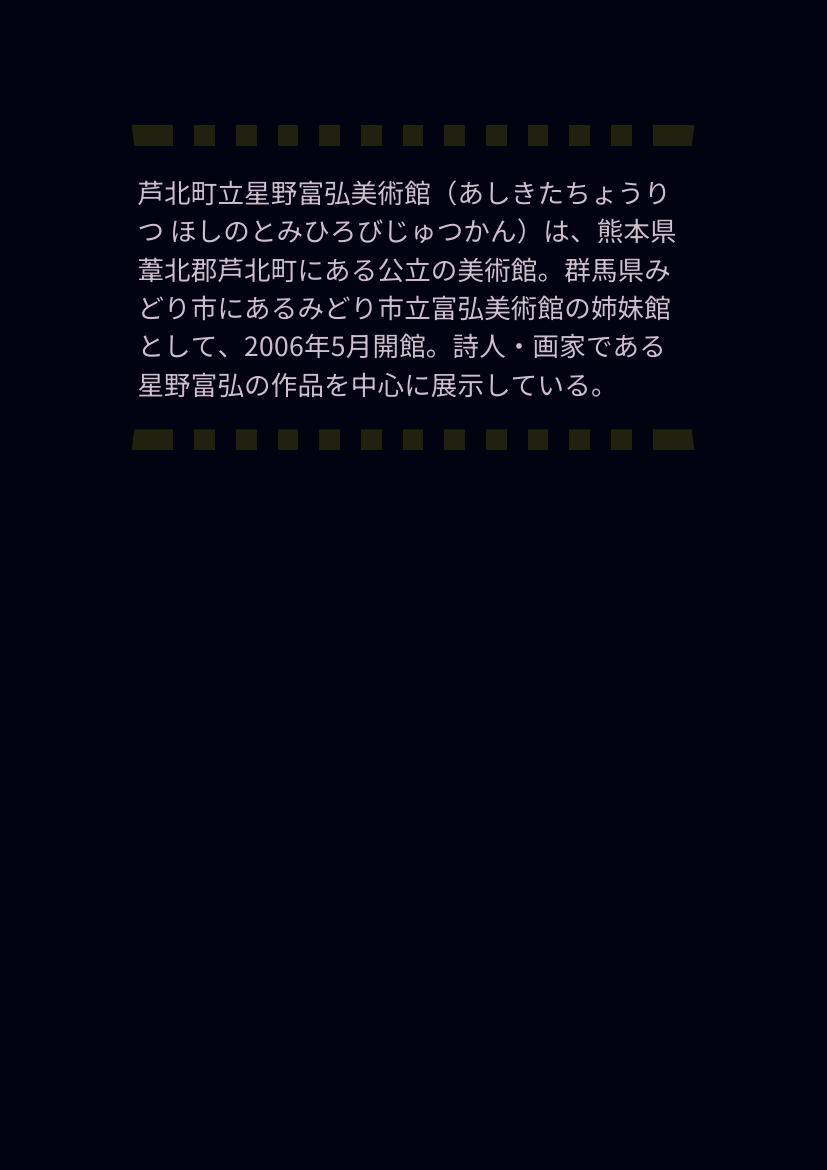 芦北町立星野富弘美術館（あしきたちょうり
つ ほしのとみひろびじゅつかん）は、熊本県
葦北郡芦北町にある公立の美術館。群馬県み
どり市にあるみどり市立富弘美術館の姉妹館
として、2006年5月開館。詩人・画家である
星野富弘の作品を中心に展示している。